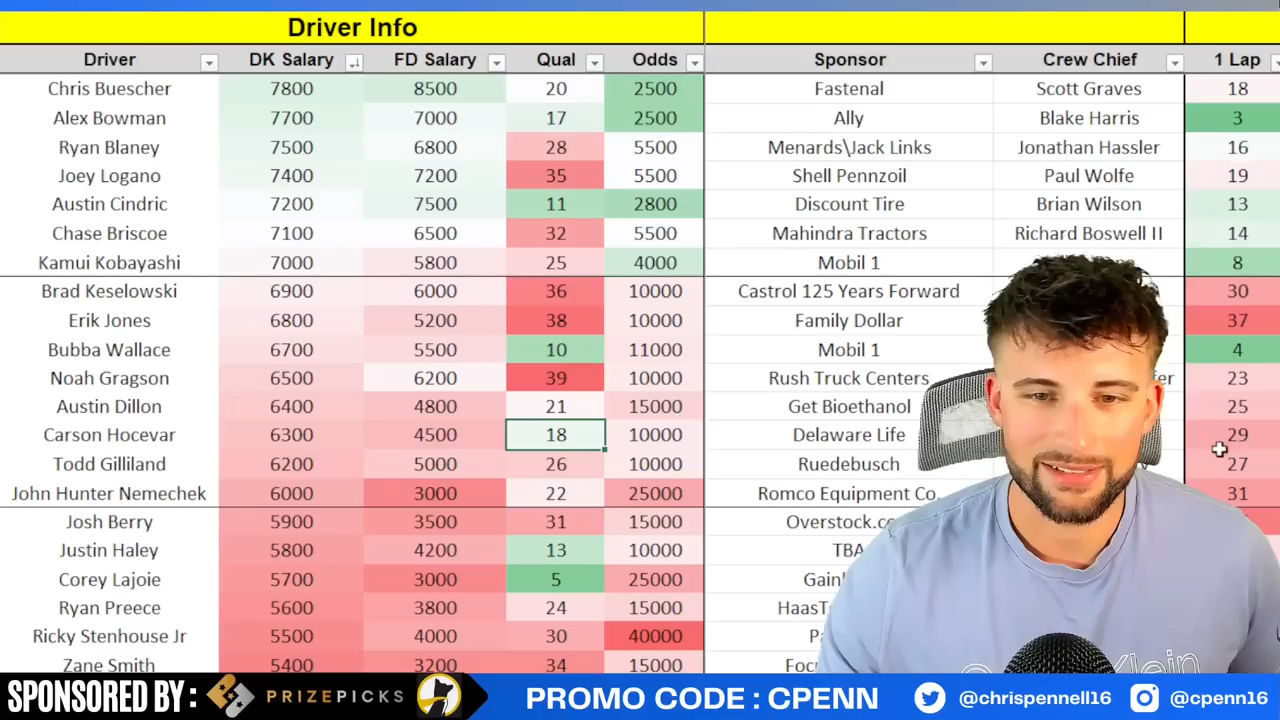 Driver Info
Driver DK Salary FD Salary Qual Odds Sponsor Crew Chief 1 Lap
Chris Buescher 7800 8500 20 2500 Fastenal Scott Graves 18
Alex Bowman 7700 7000 17 2500 Ally Blake Harris 3
Ryan Blaney 7500 6800 28 5500 Menards\Jack Links Jonathan Hassler 16
Joey Logano 7400 7200 35 5500 Shell Pennzoil Paul Wolfe 19
Austin Cindric 7200 7500 11 2800 Discount Tire Brian Wilson 13
Chase Briscoe 7100 6500 32 5500 Mahindra Tractors Richard Boswell II 14
Kamui Kobayashi 7000 5800 25 4000 Mobil 1 8
Brad Keselowski 6900 6000 36 10000 Castrol 125 Years Forward 30
Erik Jones 6800 5200 38 10000 Family Dollar 37
Bubba Wallace 6700 5500 10 11000 Mobil 1 4
Noah Gragson 6500 6200 39 10000 Rush Truck Centers er 23
Austin Dillon 6400 4800 21 15000 Get Bioethanol 25
Carson Hocevar 6300 4500 18 10000 Delaware Life 29
Todd Gilliland 6200 5000 26 10000 Ruedebusch 27
John Hunter Nemechek 6000 3000 22 25000 Romco Equipment Co. 31
Josh Berry 5900 3500 31 15000 Overstock.co
Justin Haley 5800 4200 13 10000 TBA
Corey Lajoie 5700 3000 5 25000 Gain
Ryan Preece 5600 3800 24 15000 HaasT
Ricky Stenhouse Jr 5500 4000 30 40000
Zane Smith 5400 3200 34 15000 Foc
SPONSORED BY : PRIZEPICKS PROMO CODE : CPENN @chrispennell16 @cpenn16